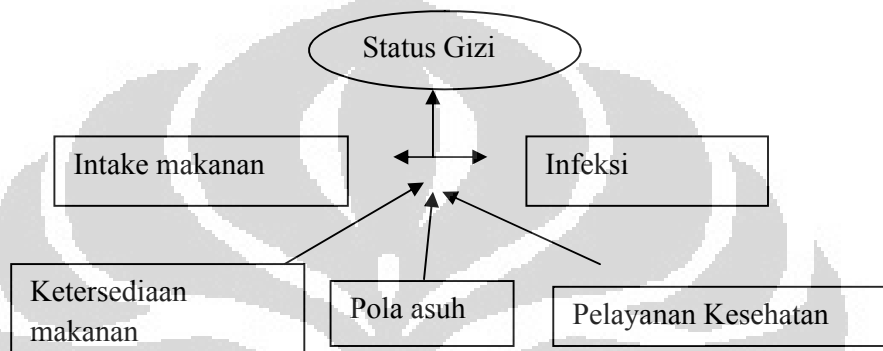 Status Gizi
Intake makanan
Infeksi
Ketersediaan
makanan
Pola asuh
Pelayanan Kesehatan